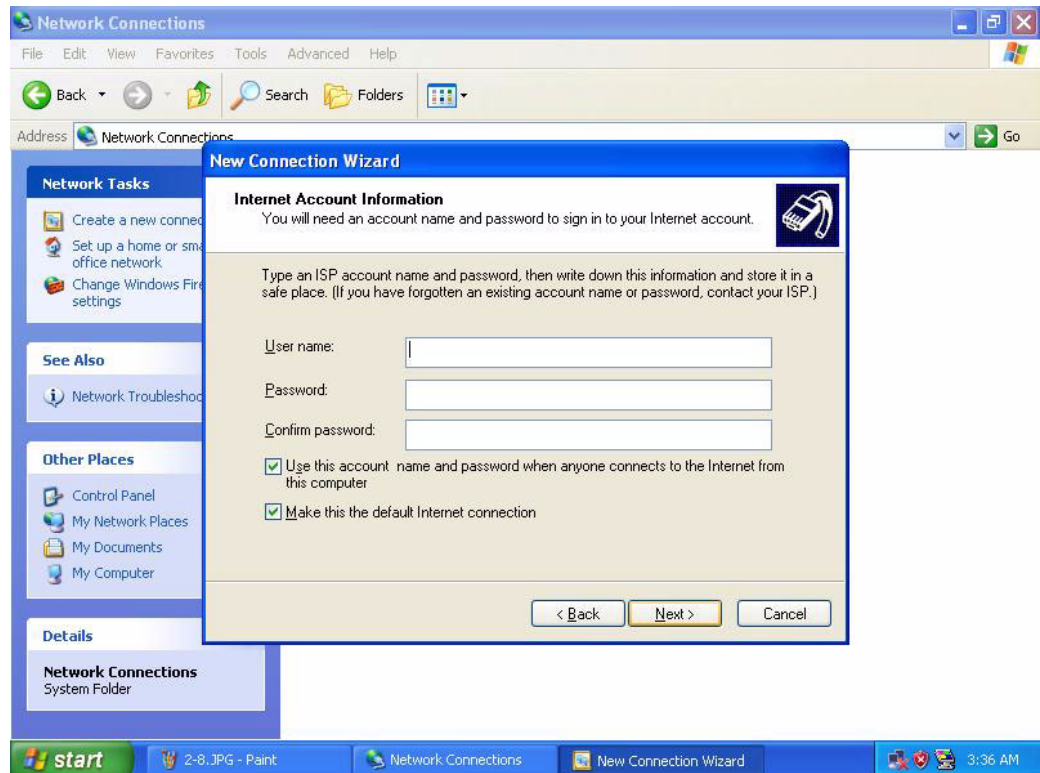 Network Connections
File Edit View Favorites Tools Advanced Help
Back Search Folders
Address Network Connections Go
Network Tasks
Create a new connec
Set up a home or sma
office network
Change Windows Fire
settings
See Also
Network Troubleshoo
Other Places
Control Panel
My Network Places
My Documents
My Computer
Details
Network Connections
System Folder
New Connection Wizard
Internet Account Information
You will need an account name and password to sign in to your Internet account.
Type an ISP account name and password, then write down this information and store it in a
safe place. (If you have forgotten an existing account name or password, contact your ISP.)
User name:
Password:
Confirm password:
Use this account name and password when anyone connects to the Internet from
this computer
Make this the default Internet connection
< Back Next > Cancel
start 2-8.JPG - Paint Network Connections New Connection Wizard 3:36 AM